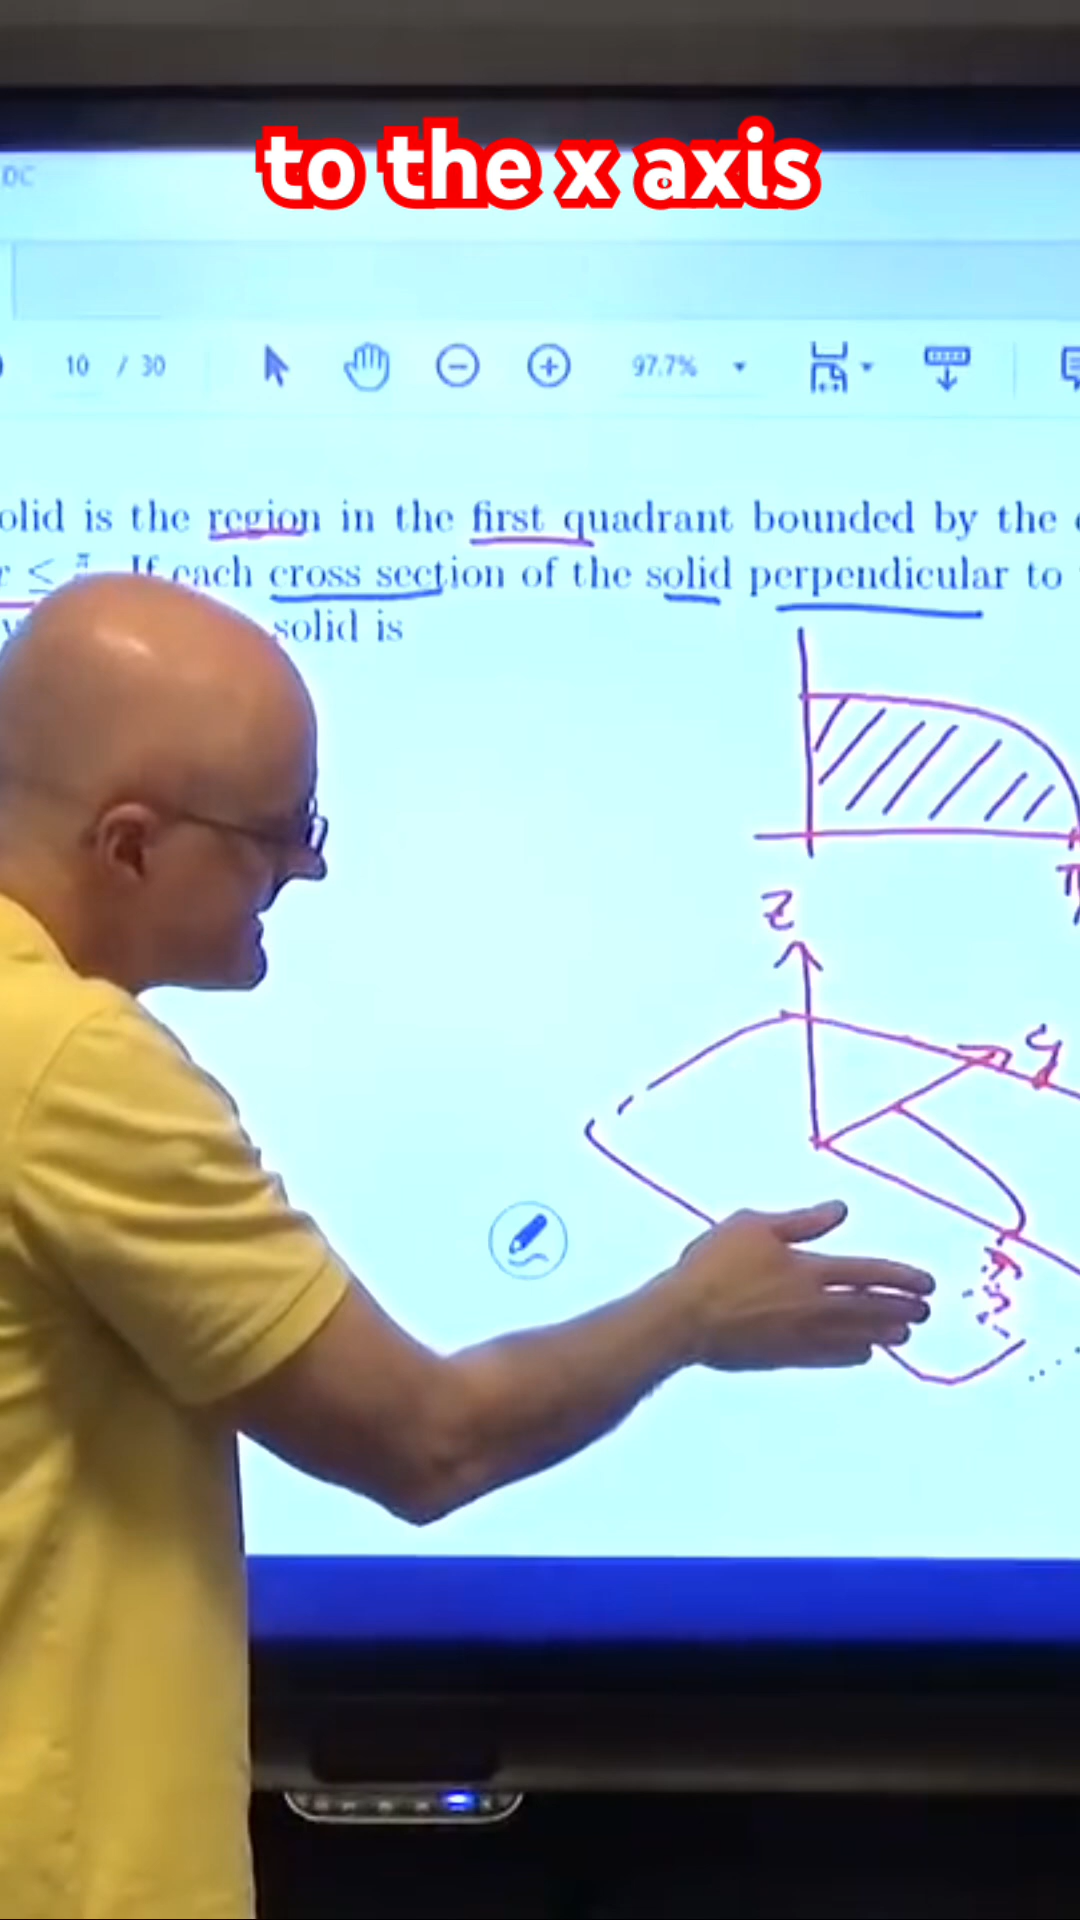 to the x axis
DC
10 / 30
97.7%
olid is the region in the first quadrant bounded by the
≤ π If each cross section of the solid perpendicular to
solid is
z
y
π